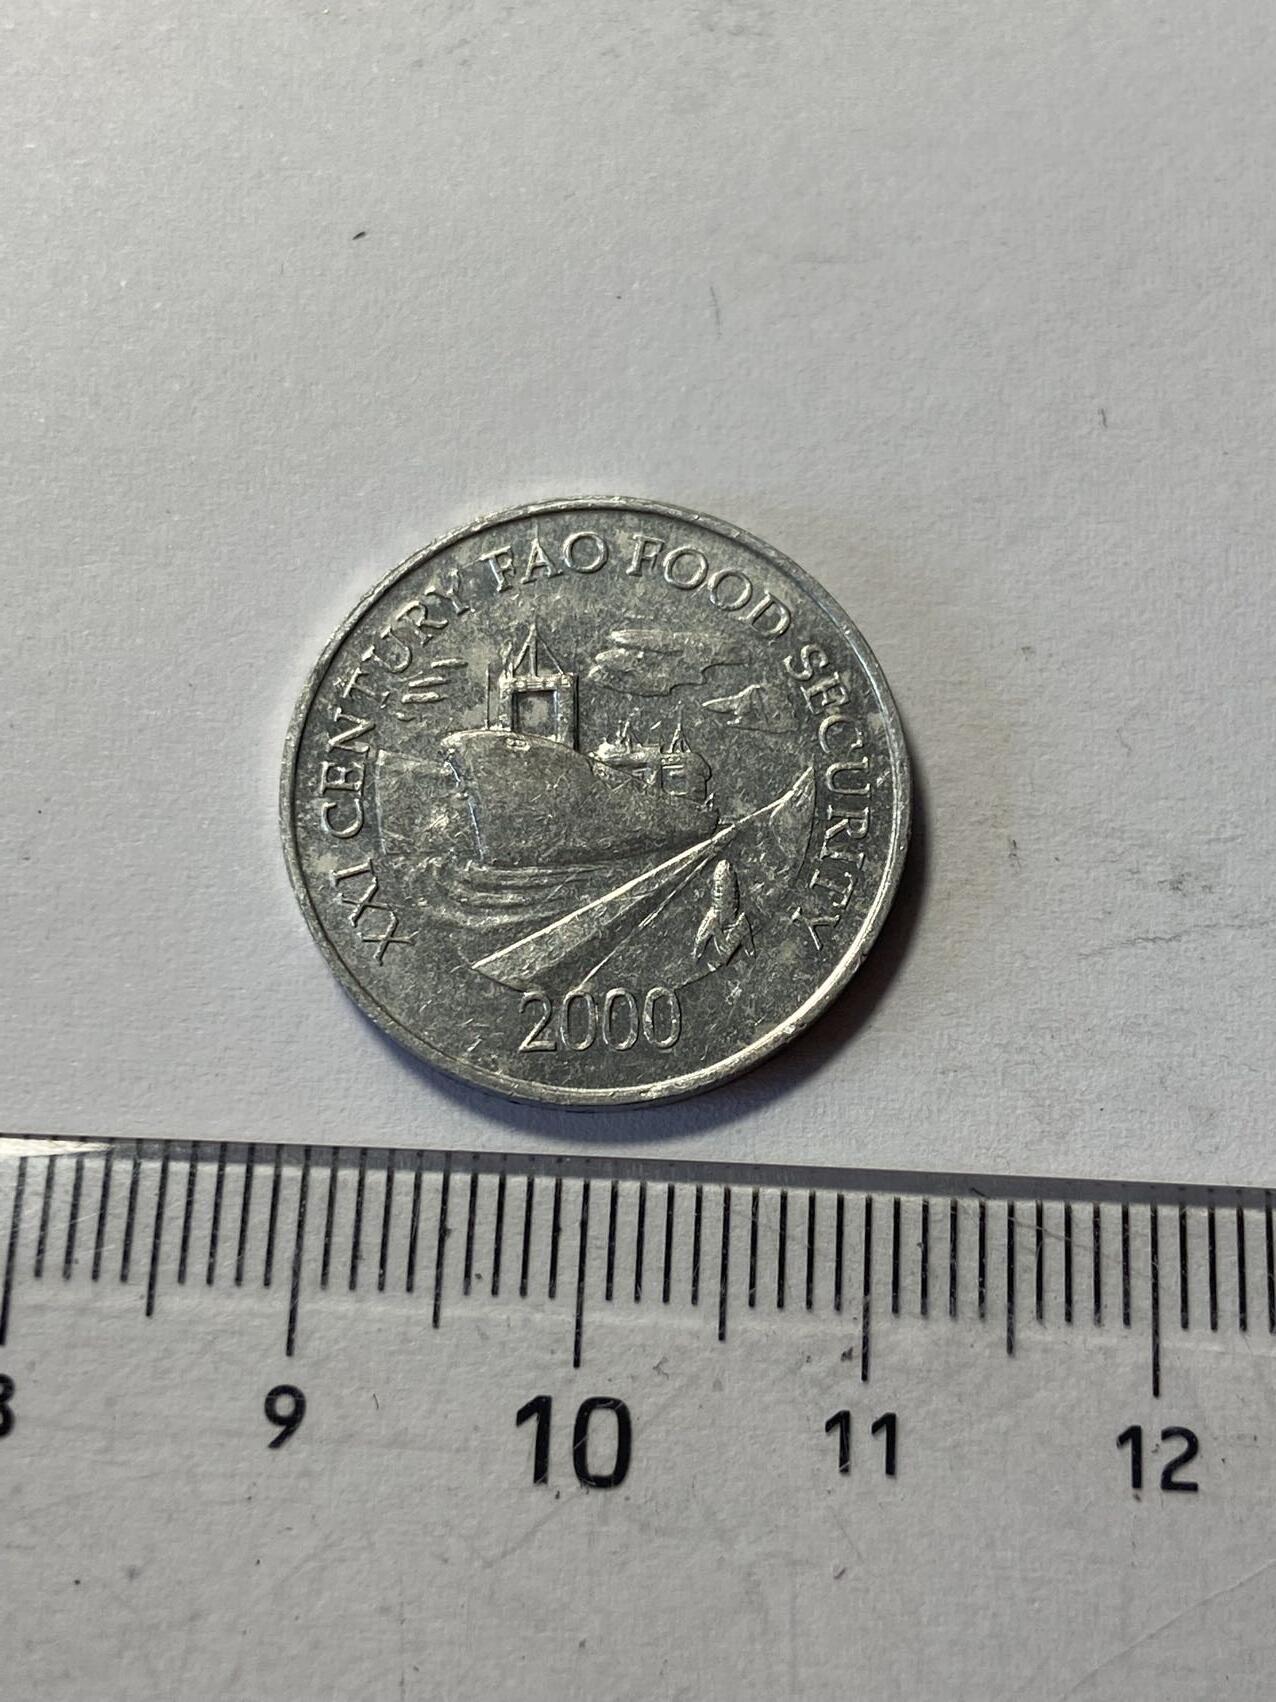 XXI CENTURY FAO FOOD SECURITY
2000
8 9 10 11 12